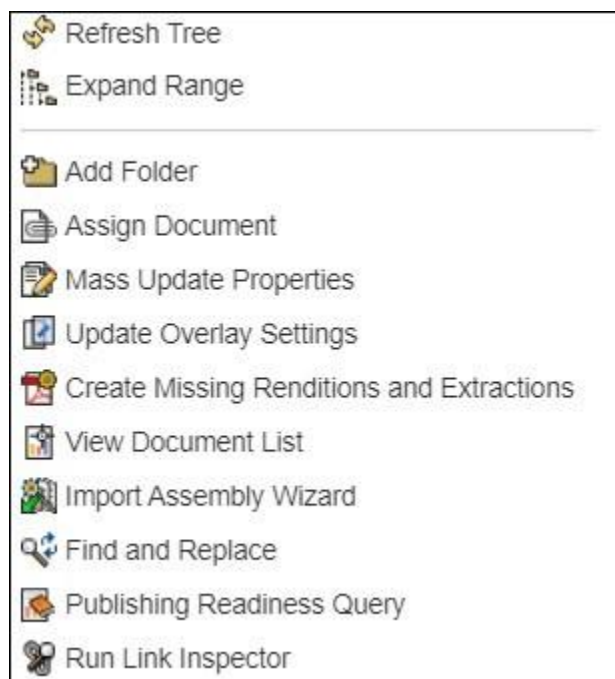 Refresh Tree
Expand Range
Add Folder
Assign Document
Mass Update Properties
Update Overlay Settings
Create Missing Renditions and Extractions
View Document List
Import Assembly Wizard
Find and Replace
Publishing Readiness Query
Run Link Inspector